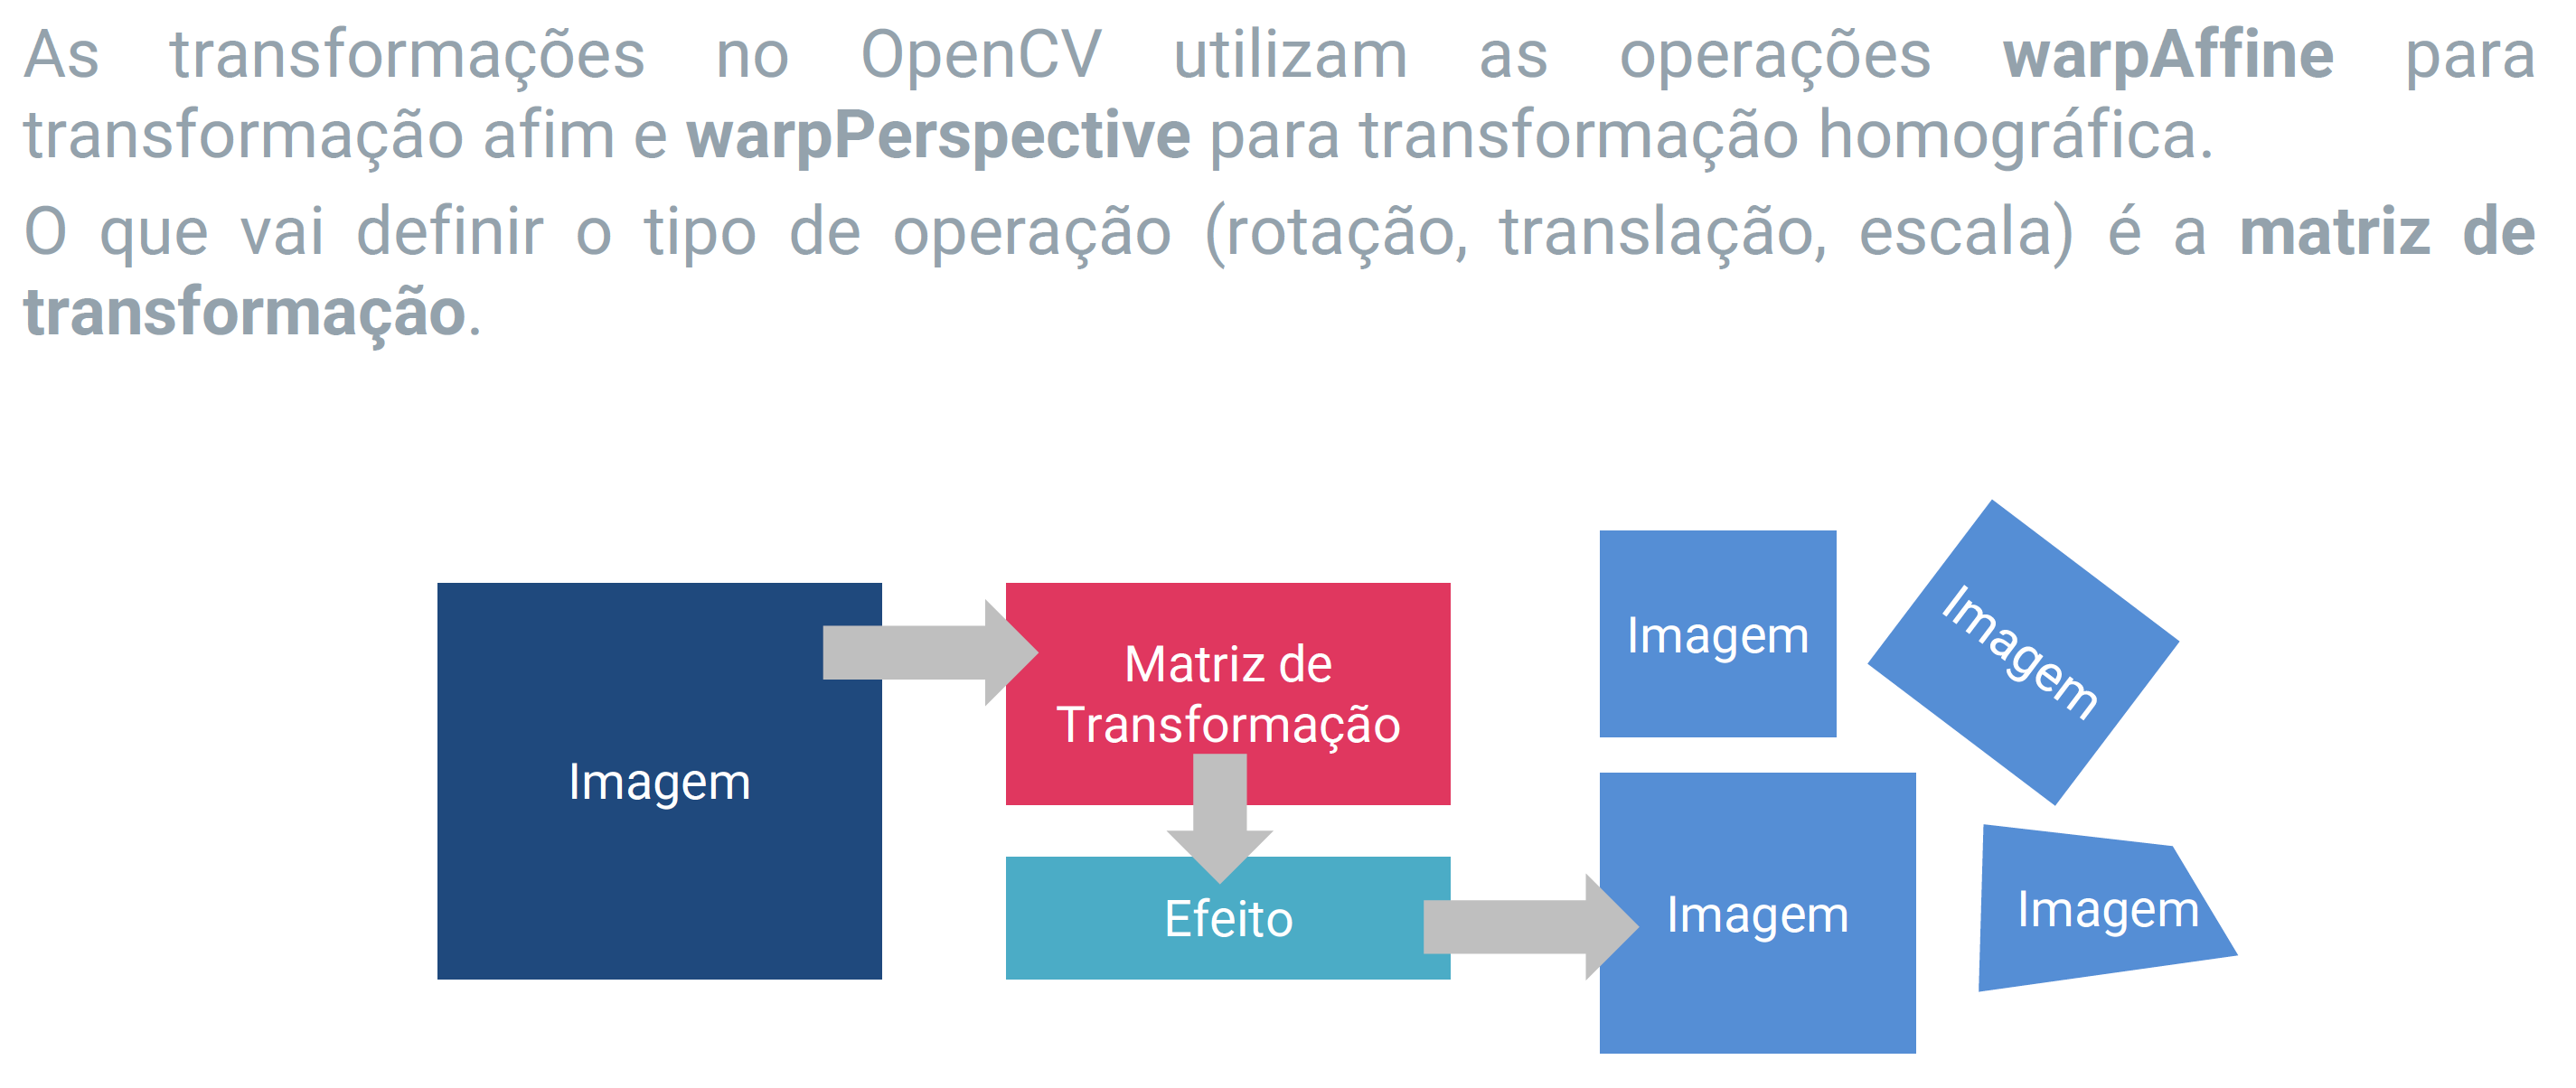 As transformações no OpenCV utilizam as operações warpAffine para
transformação afim e warpPerspective para transformação homográfica.
O que vai definir o tipo de operação (rotação, translação, escala) é a matriz de
transformação.
Imagem
Matriz de
Transformação
Efeito
Imagem
Imagem
Imagem
Imagem